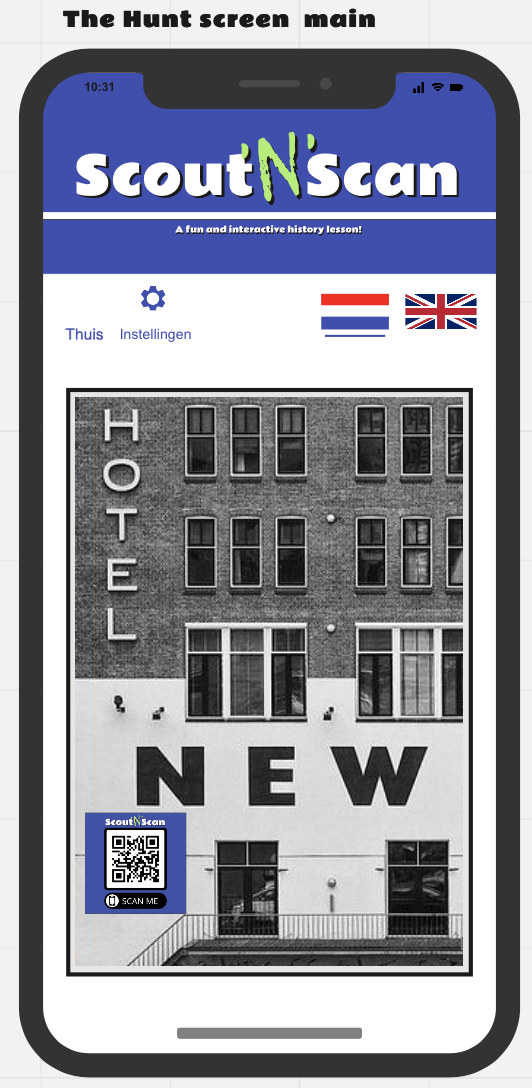 The Hunt screen main
10:31
Scout'N'Scan
A fun and interactive history lesson!
Thuis Instellingen
HOTEL
NEW
Scout'N'Scan
SCAN ME